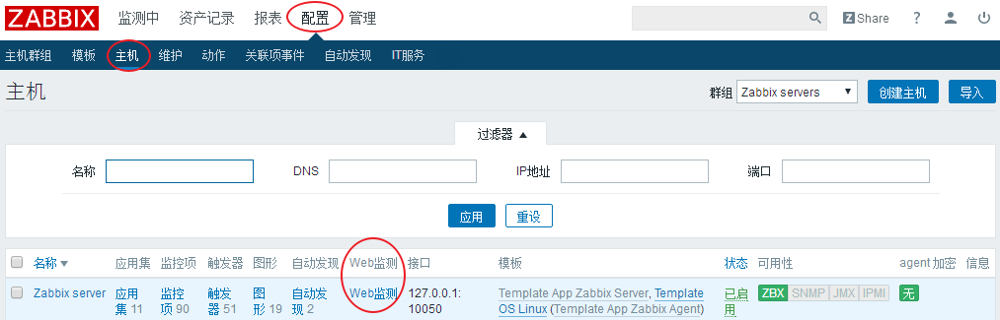 ZABBIX 监测中 资产记录 报表 配置 管理 Share ?
主机群组 模板 主机 维护 动作 关联项事件 自动发现 IT服务
主机 群组 Zabbix servers 创建主机 导入
过滤器
名称 DNS IP地址 端口
应用 重设
名称 应用集 监控项 触发器 图形 自动发现 Web监测 接口 模板 状态 可用性 agent 加密 信息
Zabbix server 应用 监控 触发 图 自动发 Web监测 127.0.0.1: Template App Zabbix Server, Template 已启 ZBX SNMP JMX IPMI 无
集 11 项 90 器 51 形 19 现 2 10050 OS Linux (Template App Zabbix Agent) 用